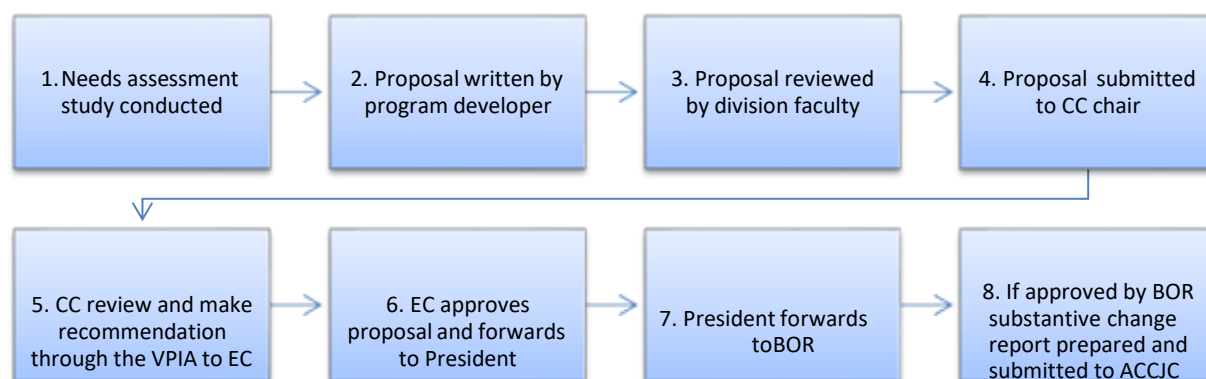 1. Needs assessment
study conducted
2. Proposal written by
program developer
3. Proposal reviewed
by division faculty
4. Proposal submitted
to CC chair
5. CC review and make
recommendation
through the VPIA to EC
6. EC approves
proposal and forwards
to President
7. President forwards
toBOR
8. If approved by BOR
substantive change
report prepared and
submitted to ACCJC